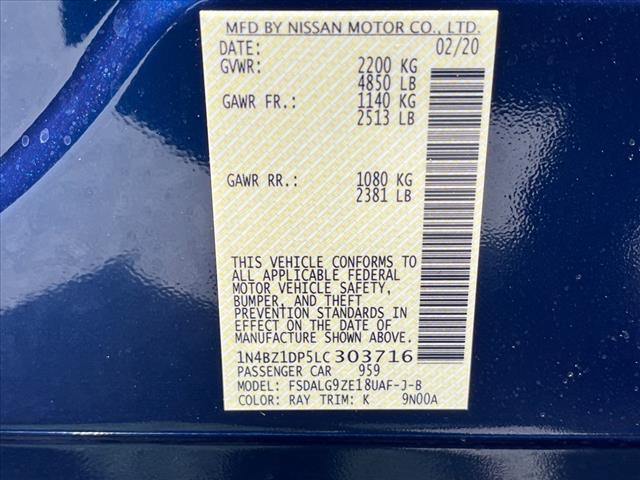 MFD BY NISSAN MOTOR CO., LTD.
DATE: 02/20
GVWR: 2200 KG
4850 LB
GAWR FR.: 1140 KG
2513 LB
GAWR RR.: 1080 KG
2381 LB
THIS VEHICLE CONFORMS TO
ALL APPLICABLE FEDERAL
MOTOR VEHICLE SAFETY,
BUMPER, AND THEFT
PREVENTION STANDARDS IN
EFFECT ON THE DATE OF
MANUFACTURE SHOWN ABOVE.
1N4BZ1DP5LC303716
PASSENGER CAR 959
MODEL: FSDALG9ZE18UAF-J-B
COLOR: RAY TRIM: K 9N00A